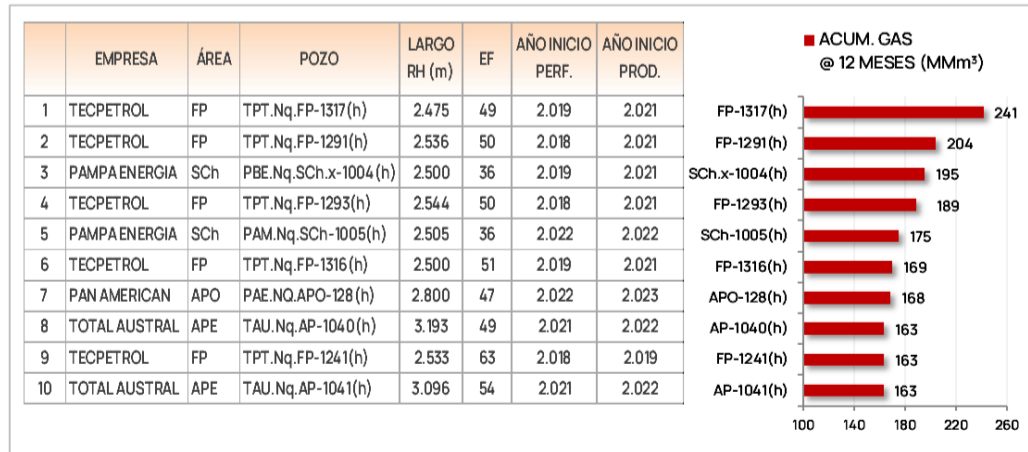 EMPRESA ÁREA POZO LARGO RH (m) EF AÑO INICIO PERF. AÑO INICIO PROD.
1 TECPETROL FP TPT.Nq.FP-1317(h) 2.475 49 2.019 2.021
2 TECPETROL FP TPT.Nq.FP-1291(h) 2.536 50 2.018 2.021
3 PAMPA ENERGIA SCh PBE.Nq.SCh.x-1004(h) 2.500 36 2.019 2.021
4 TECPETROL FP TPT.Nq.FP-1293(h) 2.544 50 2.018 2.021
5 PAMPA ENERGIA SCh PAM.Nq.SCh-1005(h) 2.505 36 2.022 2.022
6 TECPETROL FP TPT.Nq.FP-1316(h) 2.500 51 2.019 2.021
7 PAN AMERICAN APO PAE.NQ.APO-128(h) 2.800 47 2.022 2.023
8 TOTAL AUSTRAL APE TAU.Nq.AP-1040(h) 3.193 49 2.021 2.022
9 TECPETROL FP TPT.Nq.FP-1241(h) 2.533 63 2.018 2.019
10 TOTAL AUSTRAL APE TAU.Nq.AP-1041(h) 3.096 54 2.021 2.022
ACUM. GAS
@ 12 MESES (MMm³)
FP-1317(h) 241
FP-1291(h) 204
SCh.x-1004(h) 195
FP-1293(h) 189
SCh-1005(h) 175
FP-1316(h) 169
APO-128(h) 168
AP-1040(h) 163
FP-1241(h) 163
AP-1041(h) 163
100 140 180 220 260